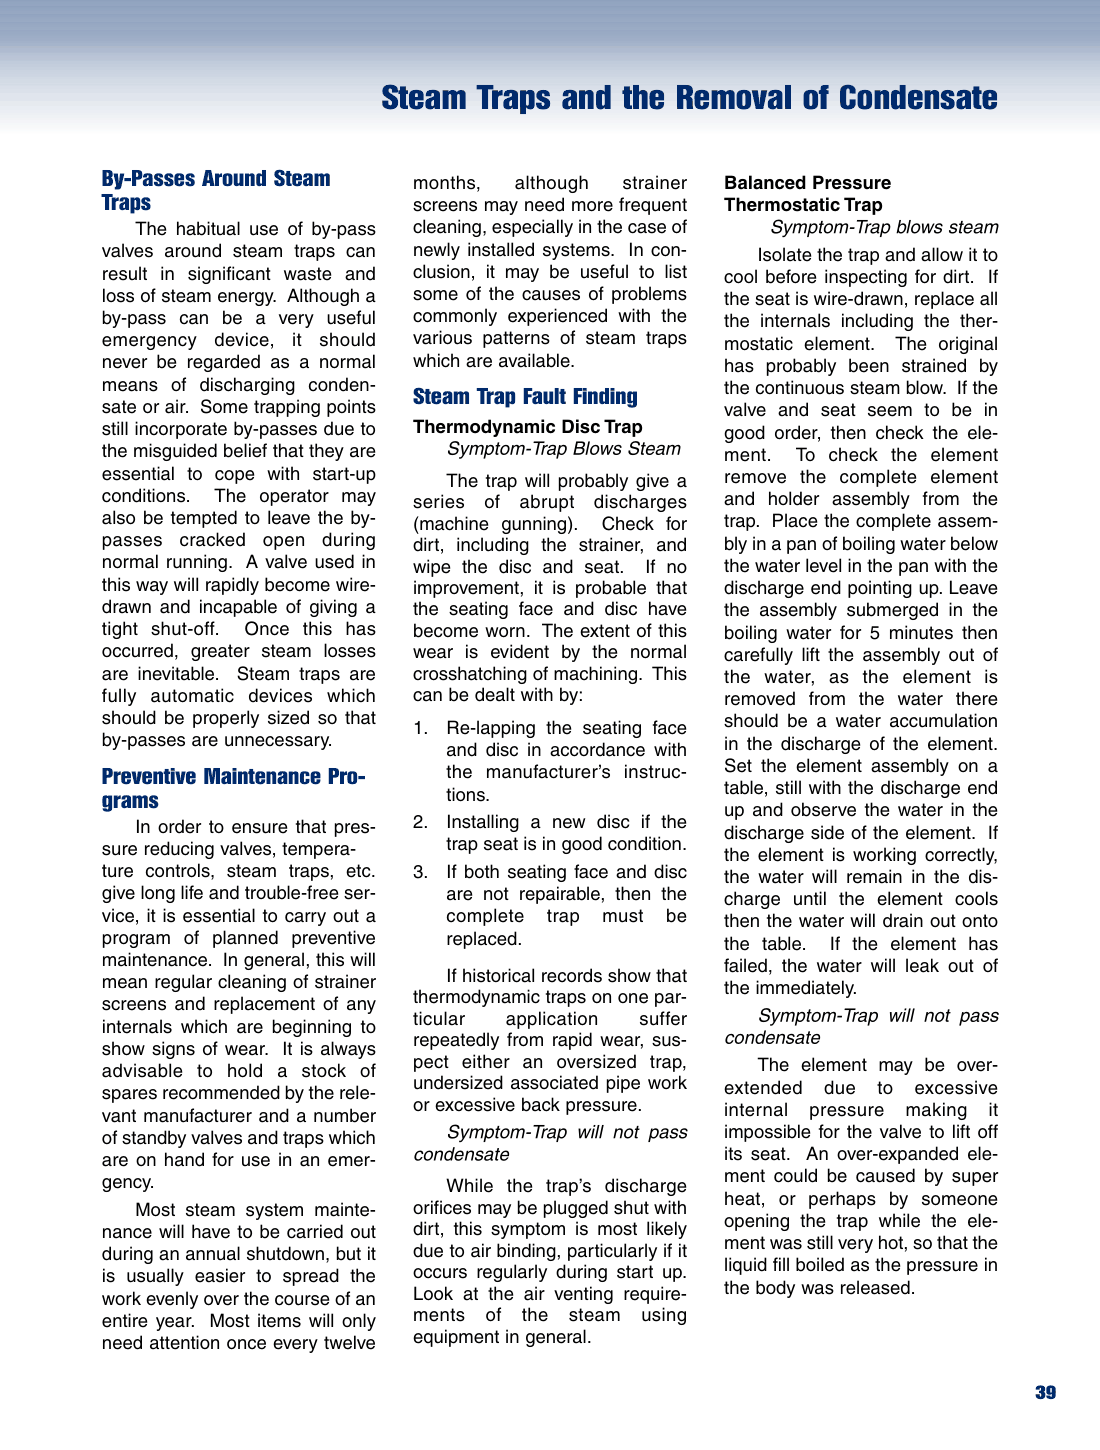 Steam Traps and the Removal of Condensate
By-Passes Around Steam
Traps
The habitual use of by-pass
valves around steam traps can
result in significant waste and
loss of steam energy. Although a
by-pass can be a very useful
emergency device, it should
never be regarded as a normal
means of discharging conden-
sate or air. Some trapping points
still incorporate by-passes due to
the misguided belief that they are
essential to cope with start-up
conditions. The operator may
also be tempted to leave the by-
passes cracked open during
normal running. A valve used in
this way will rapidly become wire-
drawn and incapable of giving a
tight shut-off. Once this has
occurred, greater steam losses
are inevitable. Steam traps are
fully automatic devices which
should be properly sized so that
by-passes are unnecessary.
Preventive Maintenance Pro-
grams
In order to ensure that pres-
sure reducing valves, tempera-
ture controls, steam traps, etc.
give long life and trouble-free ser-
vice, it is essential to carry out a
program of planned preventive
maintenance. In general, this will
mean regular cleaning of strainer
screens and replacement of any
internals which are beginning to
show signs of wear. It is always
advisable to hold a stock of
spares recommended by the rele-
vant manufacturer and a number
of standby valves and traps which
are on hand for use in an emer-
gency.
Most steam system mainte-
nance will have to be carried out
during an annual shutdown, but it
is usually easier to spread the
work evenly over the course of an
entire year. Most items will only
need attention once every twelve
months, although strainer
screens may need more frequent
cleaning, especially in the case of
newly installed systems. In con-
clusion, it may be useful to list
some of the causes of problems
commonly experienced with the
various patterns of steam traps
which are available.
Steam Trap Fault Finding
Thermodynamic Disc Trap
Symptom-Trap Blows Steam
The trap will probably give a
series of abrupt discharges
(machine gunning). Check for
dirt, including the strainer, and
wipe the disc and seat. If no
improvement, it is probable that
the seating face and disc have
become worn. The extent of this
wear is evident by the normal
crosshatching of machining. This
can be dealt with by:
1. Re-lapping the seating face
and disc in accordance with
the manufacturer's instruc-
tions.
2. Installing a new disc if the
trap seat is in good condition.
3. If both seating face and disc
are not repairable, then the
complete trap must be
replaced.
If historical records show that
thermodynamic traps on one par-
ticular application suffer
repeatedly from rapid wear, sus-
pect either an oversized trap,
undersized associated pipe work
or excessive back pressure.
Symptom-Trap will not pass
condensate
While the trap's discharge
orifices may be plugged shut with
dirt, this symptom is most likely
due to air binding, particularly if it
occurs regularly during start up.
Look at the air venting require-
ments of the steam using
equipment in general.
Balanced Pressure
Thermostatic Trap
Symptom-Trap blows steam
Isolate the trap and allow it to
cool before inspecting for dirt. If
the seat is wire-drawn, replace all
the internals including the ther-
mostatic element. The original
has probably been strained by
the continuous steam blow. If the
valve and seat seem to be in
good order, then check the ele-
ment. To check the element
remove the complete element
and holder assembly from the
trap. Place the complete assem-
bly in a pan of boiling water below
the water level in the pan with the
discharge end pointing up. Leave
the assembly submerged in the
boiling water for 5 minutes then
carefully lift the assembly out of
the water, as the element is
removed from the water there
should be a water accumulation
in the discharge of the element.
Set the element assembly on a
table, still with the discharge end
up and observe the water in the
discharge side of the element. If
the element is working correctly,
the water will remain in the dis-
charge until the element cools
then the water will drain out onto
the table. If the element has
failed, the water will leak out of
the immediately.
Symptom-Trap will not pass
condensate
The element may be over-
extended due to excessive
internal pressure making it
impossible for the valve to lift off
its seat. An over-expanded ele-
ment could be caused by super
heat, or perhaps by someone
opening the trap while the ele-
ment was still very hot, so that the
liquid fill boiled as the pressure in
the body was released.
39